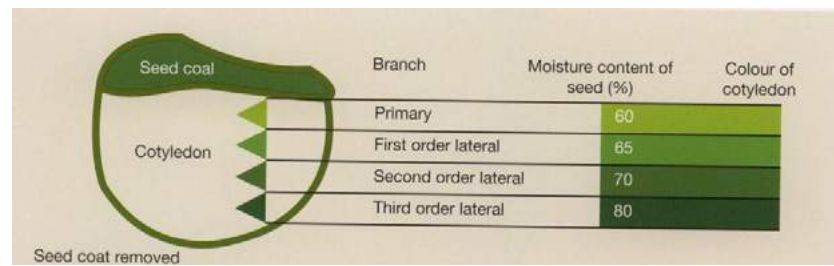 Seed coal
Branch
Moisture content of
seed (%)
Colour of
cotyledon
Cotyledon
Primary 60
First order lateral 65
Second order lateral 70
Third order lateral 80
Seed coat removed